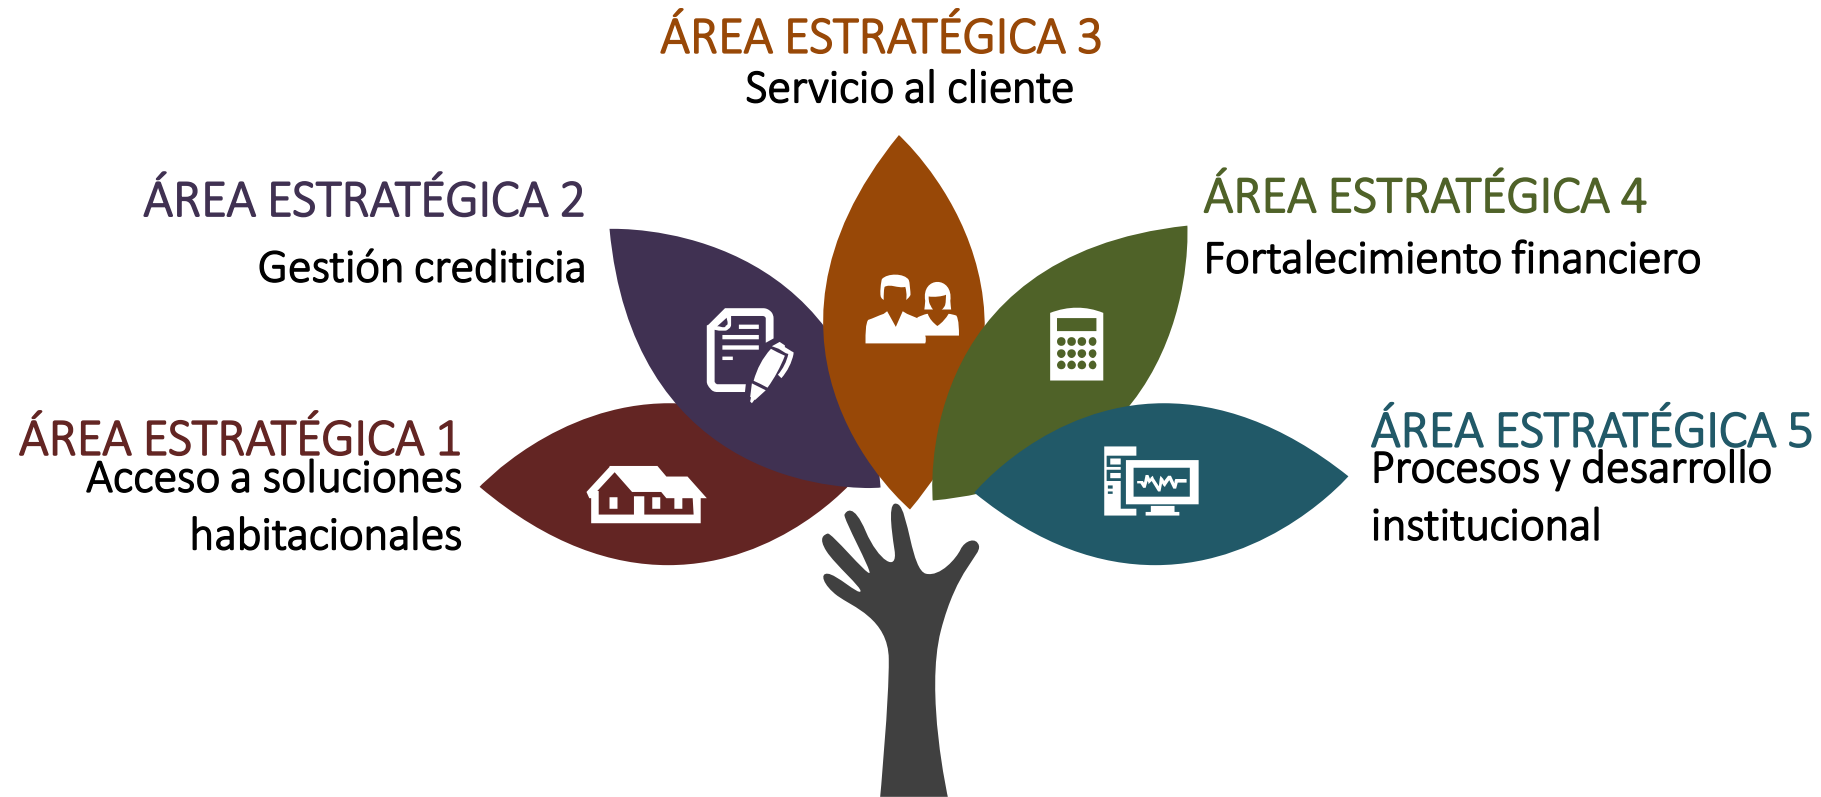 ÁREA ESTRATÉGICA 3
Servicio al cliente
ÁREA ESTRATÉGICA 2
Gestión crediticia
ÁREA ESTRATÉGICA 4
Fortalecimiento financiero
ÁREA ESTRATÉGICA 1
Acceso a soluciones
habitacionales
ÁREA ESTRATÉGICA 5
Procesos y desarrollo
institucional